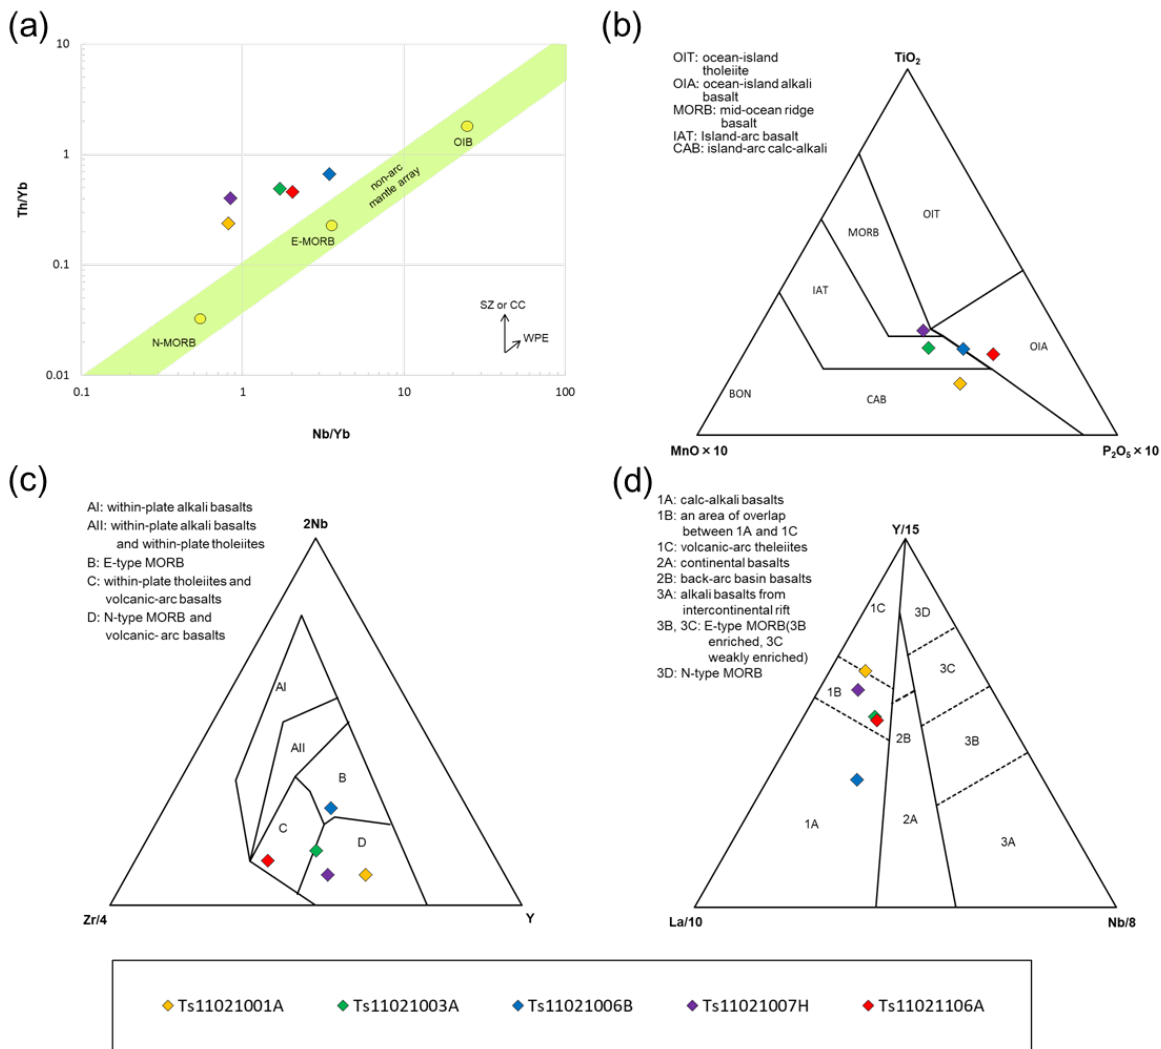 (a)
10
1
0.1
0.01
Th/Yb
OIB
non-arc
mantle array
E-MORB
N-MORB
SZ or CC
WPE
0.1
1
10
100
Nb/Yb
(b)
OIT: ocean-island
tholeiite
OIA: ocean-island alkali
basalt
MORB: mid-ocean ridge
basalt
IAT: Island-arc basalt
CAB: island-arc calc-alkali
TiO₂
OIT
MORB
IAT
OIA
BON
CAB
MnO × 10
P₂O₅ × 10
(c)
AI: within-plate alkali basalts
AII: within-plate alkali basalts
and within-plate tholeiites
B: E-type MORB
C: within-plate tholeiites and
volcanic-arc basalts
D: N-type MORB and
volcanic- arc basalts
2Nb
AI
AII
B
C
D
Zr/4
Y
(d)
1A: calc-alkali basalts
1B: an area of overlap
between 1A and 1C
1C: volcanic-arc theleiites
2A: continental basalts
2B: back-arc basin basalts
3A: alkali basalts from
intercontinental rift
3B, 3C: E-type MORB(3B
enriched, 3C
weakly enriched)
3D: N-type MORB
Y/15
1C
3D
3C
1B
2B
3B
1A
2A
3A
La/10
Nb/8
Ts11021001A
Ts11021003A
Ts11021006B
Ts11021007H
Ts11021106A